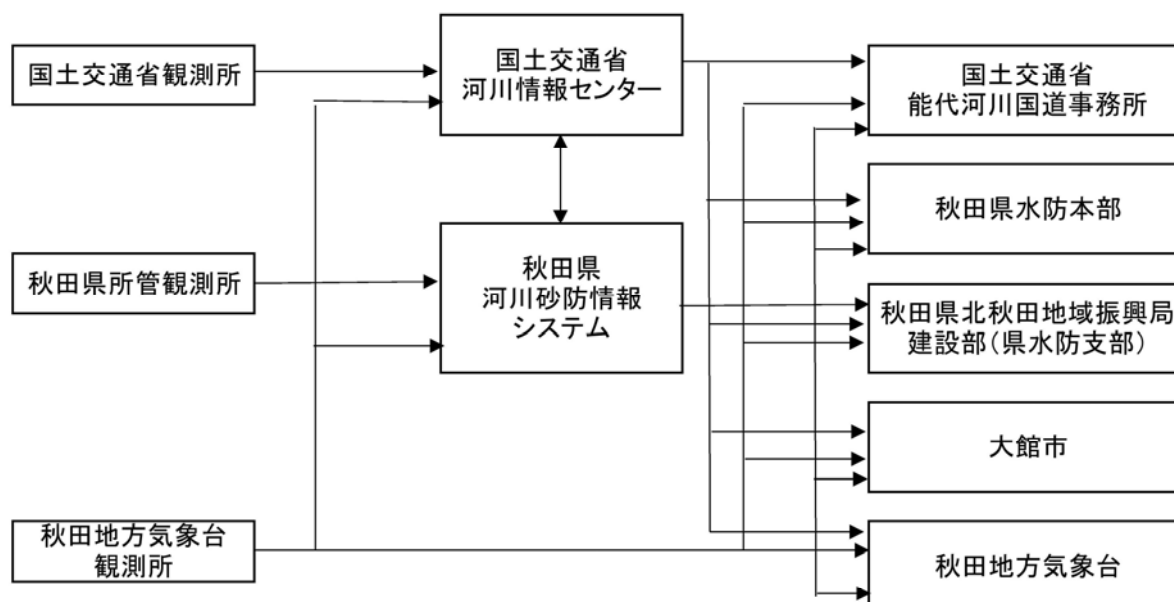 国土交通省観測所
秋田県所管観測所
秋田地方気象台
観測所
国土交通省
河川情報センター
秋田県
河川砂防情報
システム
国土交通省
能代河川国道事務所
秋田県水防本部
秋田県北秋田地域振興局
建設部(県水防支部)
大館市
秋田地方気象台